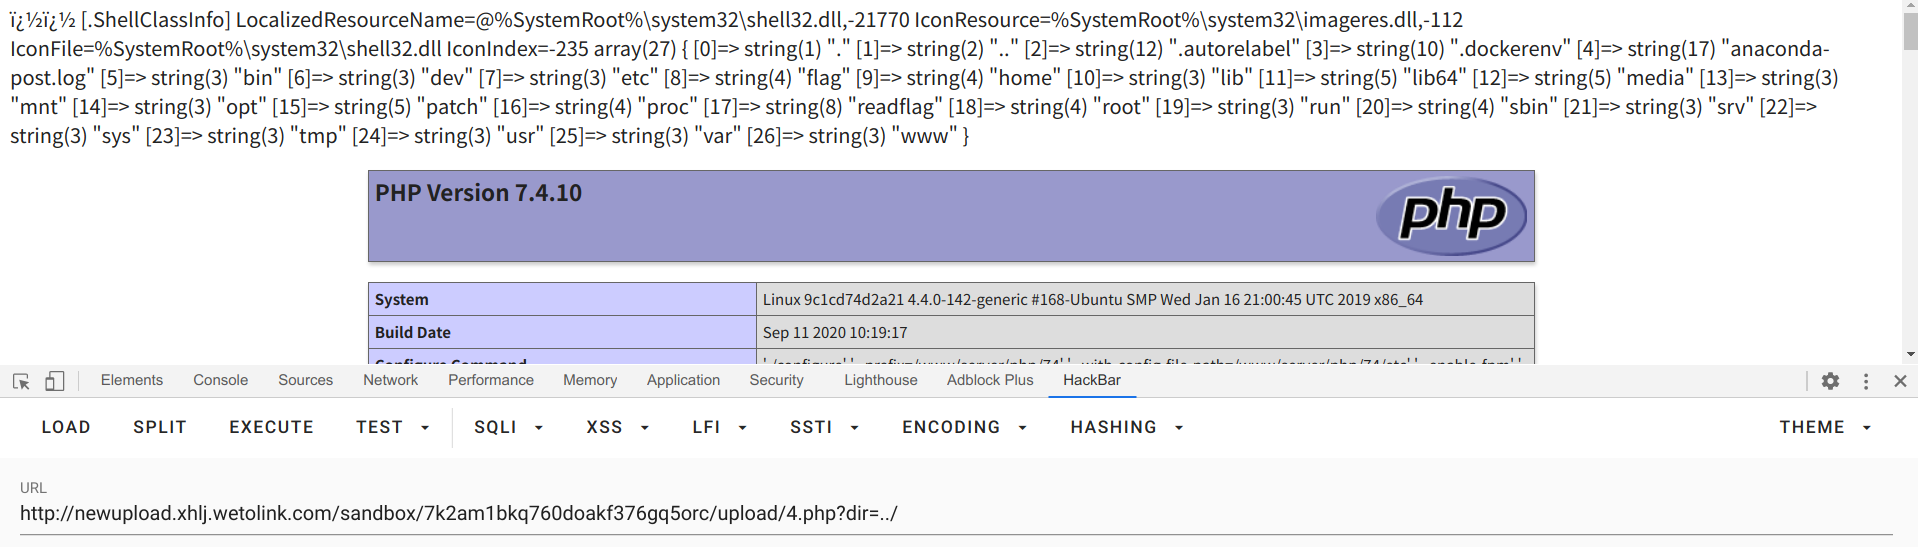 ï¿½ï¿½ [.ShellClassInfo] LocalizedResourceName=@%SystemRoot%\system32\shell32.dll,-21770 IconResource=%SystemRoot%\system32\imageres.dll,-112
IconFile=%SystemRoot%\system32\shell32.dll IconIndex=-235 array(27) { [0]=> string(1) "." [1]=> string(2) ".." [2]=> string(12) ".autorelabel" [3]=> string(10) ".dockerenv" [4]=> string(17) "anaconda-
post.log" [5]=> string(3) "bin" [6]=> string(3) "dev" [7]=> string(3) "etc" [8]=> string(4) "flag" [9]=> string(4) "home" [10]=> string(3) "lib" [11]=> string(5) "lib64" [12]=> string(5) "media" [13]=> string(3)
"mnt" [14]=> string(3) "opt" [15]=> string(5) "patch" [16]=> string(4) "proc" [17]=> string(8) "readflag" [18]=> string(4) "root" [19]=> string(3) "run" [20]=> string(4) "sbin" [21]=> string(3) "srv" [22]=>
string(3) "sys" [23]=> string(3) "tmp" [24]=> string(3) "usr" [25]=> string(3) "var" [26]=> string(3) "www" }
PHP Version 7.4.10
php
System Linux 9c1cd74d2a21 4.4.0-142-generic #168-Ubuntu SMP Wed Jan 16 21:00:45 UTC 2019 x86_64
Build Date Sep 11 2020 10:19:17
Elements Console Sources Network Performance Memory Application Security Lighthouse Adblock Plus HackBar
LOAD SPLIT EXECUTE TEST SQLI XSS LFI SSTI ENCODING HASHING THEME
URL
http://newupload.xhlj.wetolink.com/sandbox/7k2am1bkq760doakf376gq5orc/upload/4.php?dir=../